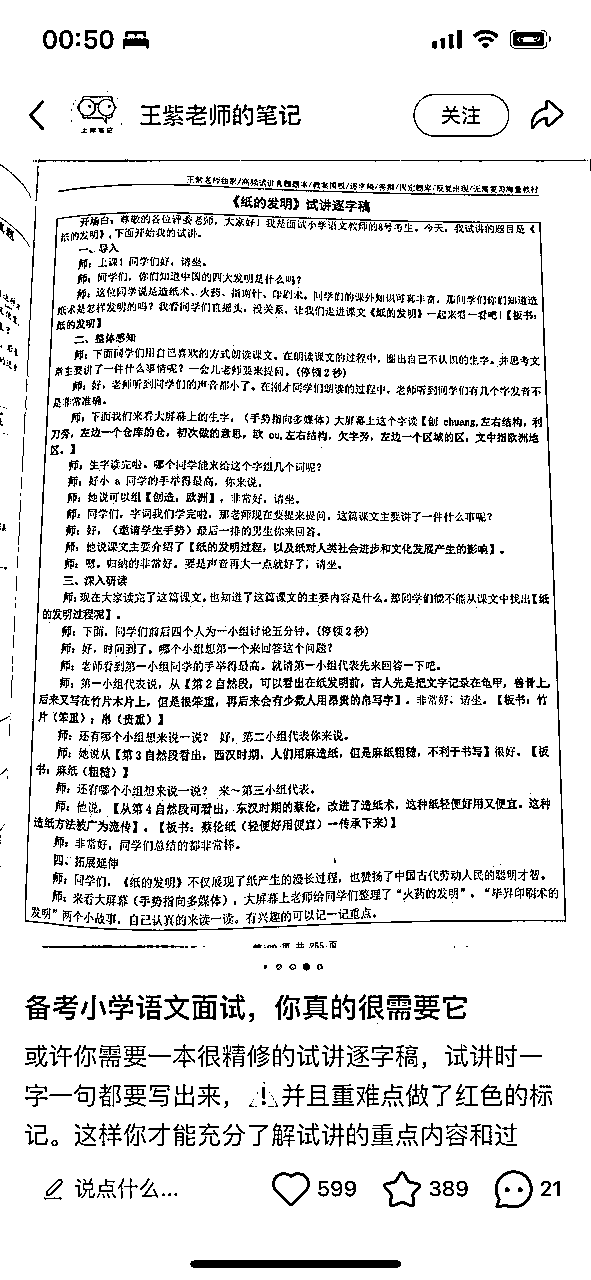 00:50
王紫老师的笔记
关注
《纸的发明》试讲逐字稿
开场白：尊敬的各位评委老师，大家好！我是面试小学语文教师的8号考生。今天，我试讲的题目是《
纸的发明》，下面开始我的试讲。
一、导入
师：上课！同学们好，请坐。
师：同学们，你们知道中国的四大发明是什么吗？
师：这位同学说是造纸术、火药、指南针、印刷术。同学们的课外知识可真丰富，那同学们你们知道造
纸术是怎样发明的吗？我看同学们直摇头，没关系，让我们走进课文《纸的发明》一起来看一看吧！【板书：
纸的发明】
二、整体感知
师：下面同学们用自己喜欢的方式朗读课文。在朗读课文的过程中，圈出自己不认识的生字。并思考文
章主要讲了一件什么事情呢？一会儿老师要来提问。（停顿2秒）
师：好，老师听到同学们的声音都小了。在刚才同学们朗读的过程中，老师听到同学们有几个字发音不
是非常准确。
师：下面我们来看大屏幕上的生字，（手势指向多媒体）大屏幕上这个字读【创 chuang,左右结构，利
刀旁，左边一个仓库的仓，初次做的意思，欧 ou,左右结构，欠字旁，左边一个区域的区，文中指欧洲地
区。】
师：生字读完啦。哪个同学能来给这个字组几个词呢？
师：好小 a 同学的手举得最高，你来说。
师：她说可以组【创造，欧洲】，非常好，请坐。
师：同学们，字词我们学完啦，那老师现在要提来提问，这篇课文主要讲了一件什么事呢？
师：好，（邀请学生手势）最后一排的男生你来回答。
师：他说课文主要介绍了【纸的发明过程，以及纸对人类社会进步和文化发展产生的影响】。
师：嗯，归纳的非常好。要是声音再大一点就好了，请坐。
三、深入研读
师：现在大家读完了这篇课文。也知道了这篇课文的主要内容是什么。那同学们能不能从课文中找出【纸
的发明过程呢】。
师：下面，同学们前后四个人为一小组讨论五分钟。（停顿2秒）
师：好，时间到了。哪个小组想第一个来回答这个问题？
师：老师看到第一小组同学的手举得最高。就请第一小组代表先来回答一下吧。
师：第一小组代表说，从【第2自然段，可以看出在纸发明前，古人先是把文字记录在龟甲，兽骨上，
后来又写在竹片木片上，但是很笨重，再后来会有少数人用昂贵的帛写字】。非常好，请坐。【板书：竹
片（笨重）；帛（贵重）】
师：还有哪个小组想来说一说？ 好，第二小组代表你来说。
师：她说从【第3自然段看出，西汉时期，人们用麻造纸，但是麻纸粗糙，不利于书写】很好。【板
书：麻纸（粗糙）】
师：还有哪个小组想来说一说？ 来~第三小组代表。
师：他说，【从第4自然段可看出，东汉时期的蔡伦，改进了造纸术，这种纸轻便好用又便宜。这种
造纸方法被广为流传】。【板书：蔡伦纸（轻便好用便宜）一传承下来)】
师：非常好，同学们总结的都非常棒。
四、拓展延伸
师：同学们，《纸的发明》不仅展现了纸产生的漫长过程，也赞扬了中国古代劳动人民的聪明才智。
师：来看大屏幕（手势指向多媒体），大屏幕上老师给同学们整理了“火药的发明”、“毕昇印刷术的
发明”两个小故事，自己认真的来读一读。有兴趣的可以记一记重点。
备考小学语文面试，你真的很需要它
或许你需要一本很精修的试讲逐字稿，试讲时一
字一句都要写出来，⚠️并且重难点做了红色的标
记。这样你才能充分了解试讲的重点内容和过
说点什么...
599
389
21